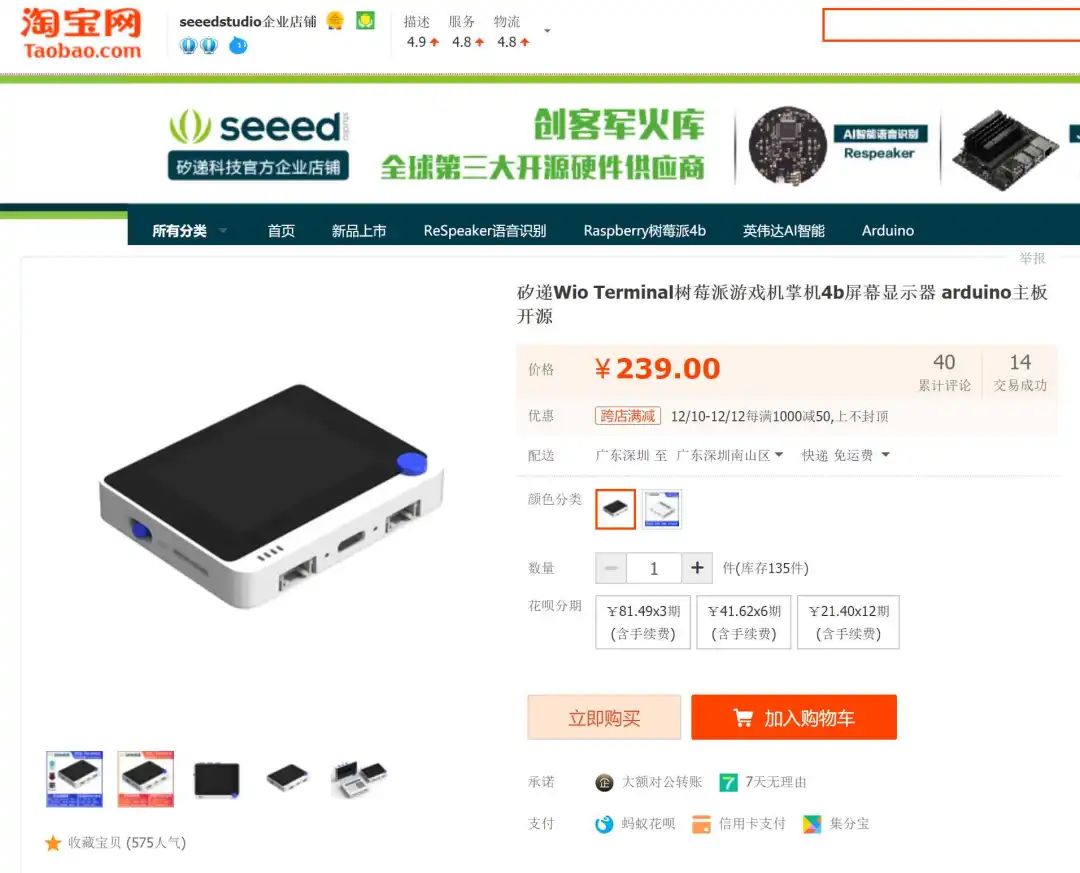 淘宝网
Taobao.com
seeedstudio企业店铺
描述 服务 物流
4.9 4.8 4.8
seeed studio
矽递科技官方企业店铺
创客军火库
全球第三大开源硬件供应商
AI智能语音识别
Respeaker
所有分类 首页 新品上市 ReSpeaker语音识别 Raspberry树莓派4b 英伟达AI智能 Arduino
举报
矽递Wio Terminal树莓派游戏机掌机4b屏幕显示器 arduino主板
开源
价格 ¥239.00 40 14
累计评论 交易成功
优惠 跨店满减 12/10-12/12每满1000减50,上不封顶
配送 广东深圳 至 广东深圳南山区 快递 免运费
颜色分类
数量 1 件(库存135件)
花呗分期 ¥81.49x3期 ¥41.62x6期 ¥21.40x12期
(含手续费) (含手续费) (含手续费)
立即购买 加入购物车
承诺 企 大额对公转账 7 7天无理由
支付 蚂蚁花呗 信用卡支付 集分宝
收藏宝贝 (575人气)